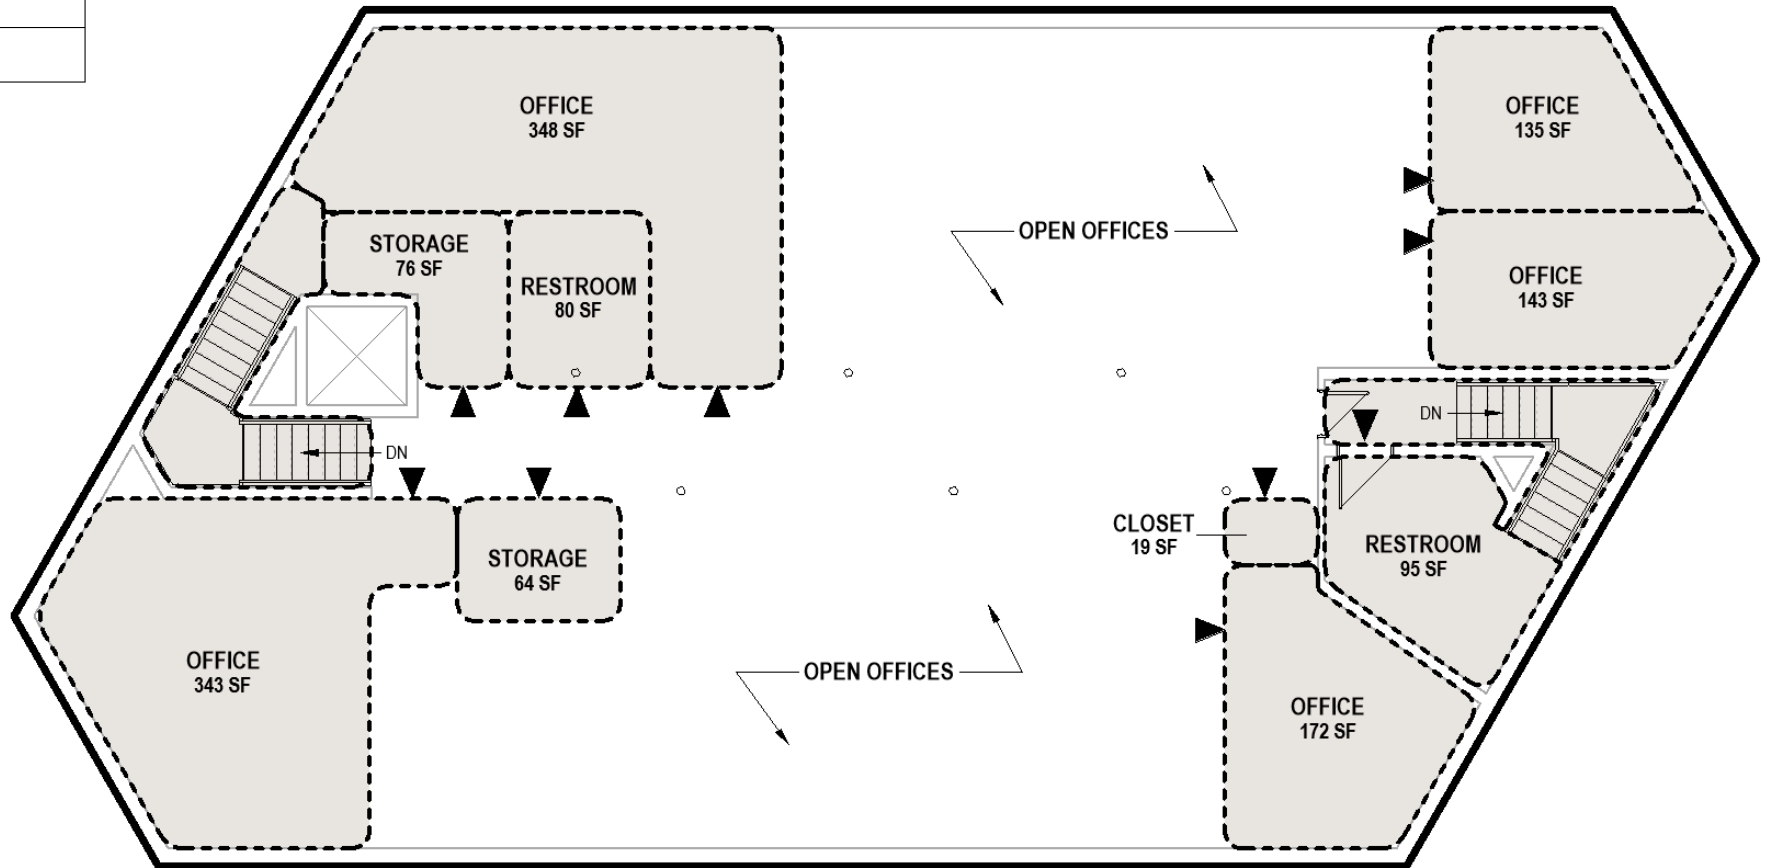 OFFICE
348 SF
OFFICE
135 SF
OPEN OFFICES
STORAGE
76 SF
RESTROOM
80 SF
OFFICE
143 SF
DN
DN
CLOSET
19 SF
STORAGE
64 SF
RESTROOM
95 SF
OFFICE
343 SF
OPEN OFFICES
OFFICE
172 SF